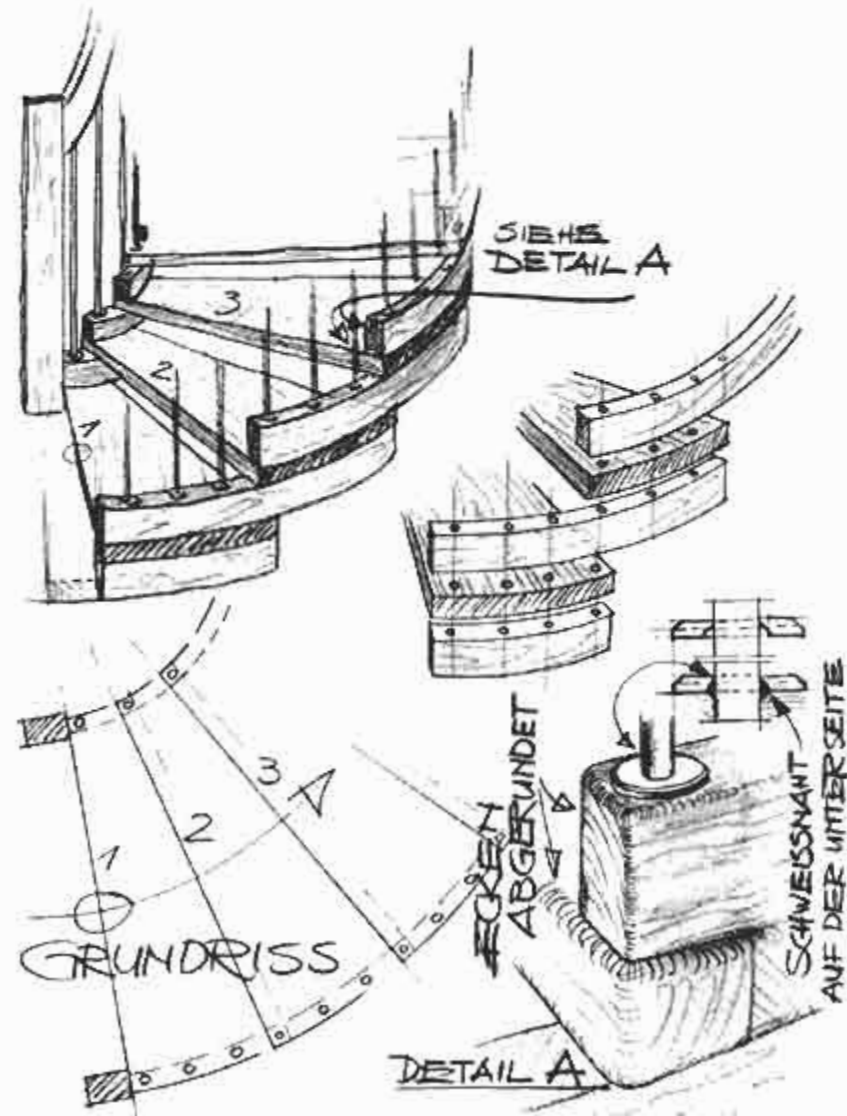 SIEHE
DETAIL A
3
2
1
1
2
3
GRUNDRISS
ECKEN
ABGERUNDET
SCHWEISSNAHT
AUF DER UNTERSEITE
DETAIL A